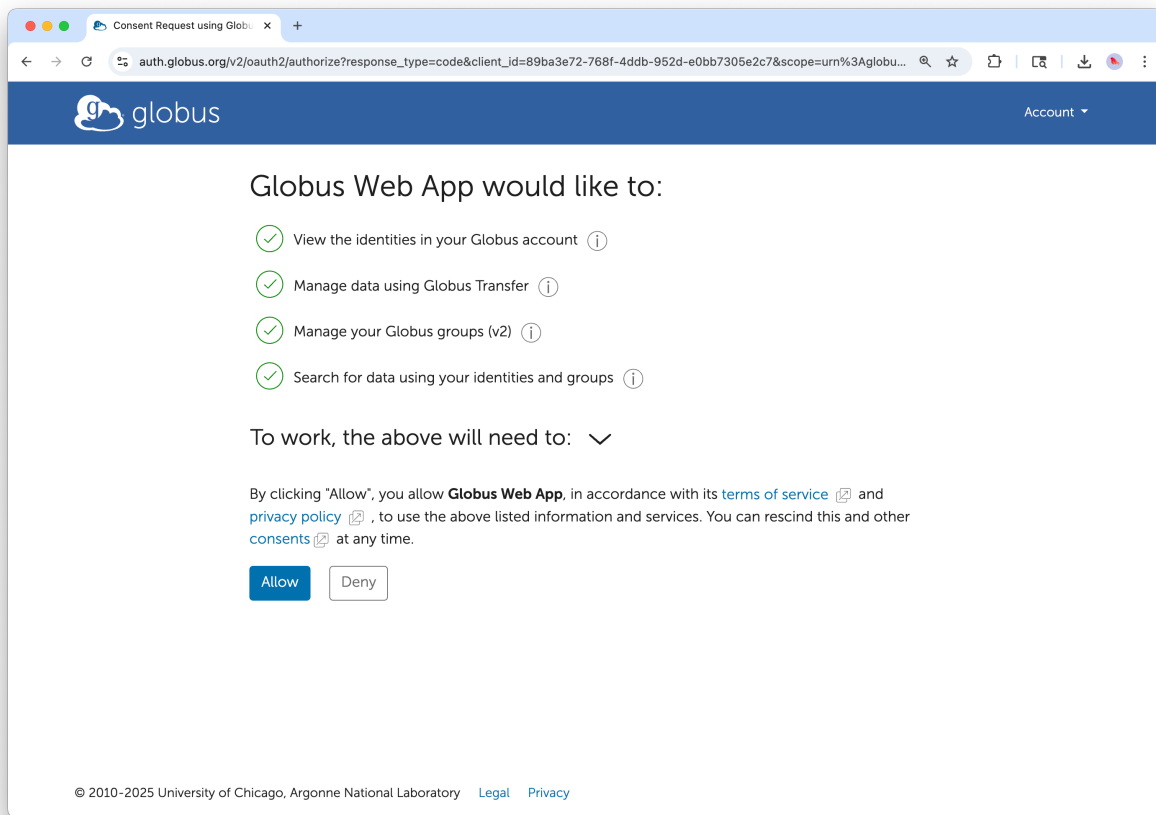 Consent Request using Globu
auth.globus.org/v2/oauth2/authorize?response_type=code&client_id=89ba3e72-768f-4ddb-952d-e0bb7305e2c7&scope=urn%3Aglobu...
globus
Account
Globus Web App would like to:
View the identities in your Globus account
Manage data using Globus Transfer
Manage your Globus groups (v2)
Search for data using your identities and groups
To work, the above will need to:
By clicking "Allow", you allow Globus Web App, in accordance with its terms of service and
privacy policy , to use the above listed information and services. You can rescind this and other
consents at any time.
Allow Deny
© 2010-2025 University of Chicago, Argonne National Laboratory Legal Privacy